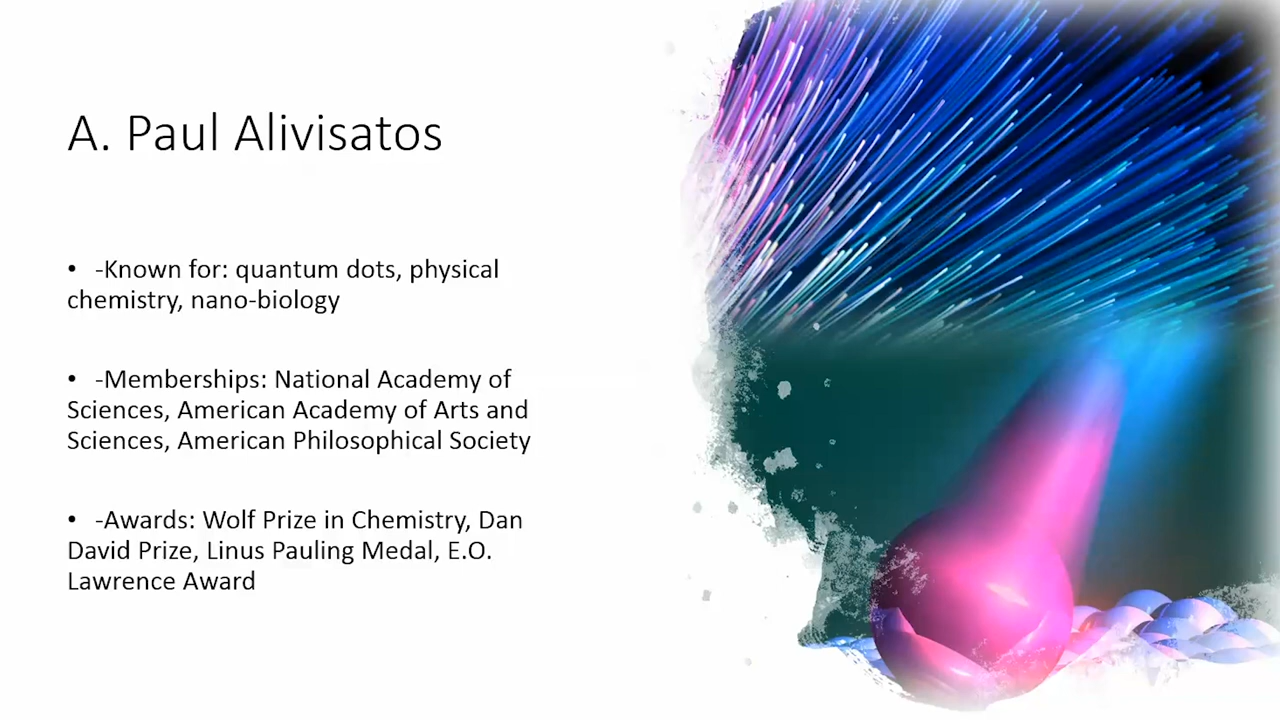 A. Paul Alivisatos
• -Known for: quantum dots, physical
chemistry, nano-biology
• -Memberships: National Academy of
Sciences, American Academy of Arts and
Sciences, American Philosophical Society
• -Awards: Wolf Prize in Chemistry, Dan
David Prize, Linus Pauling Medal, E.O.
Lawrence Award